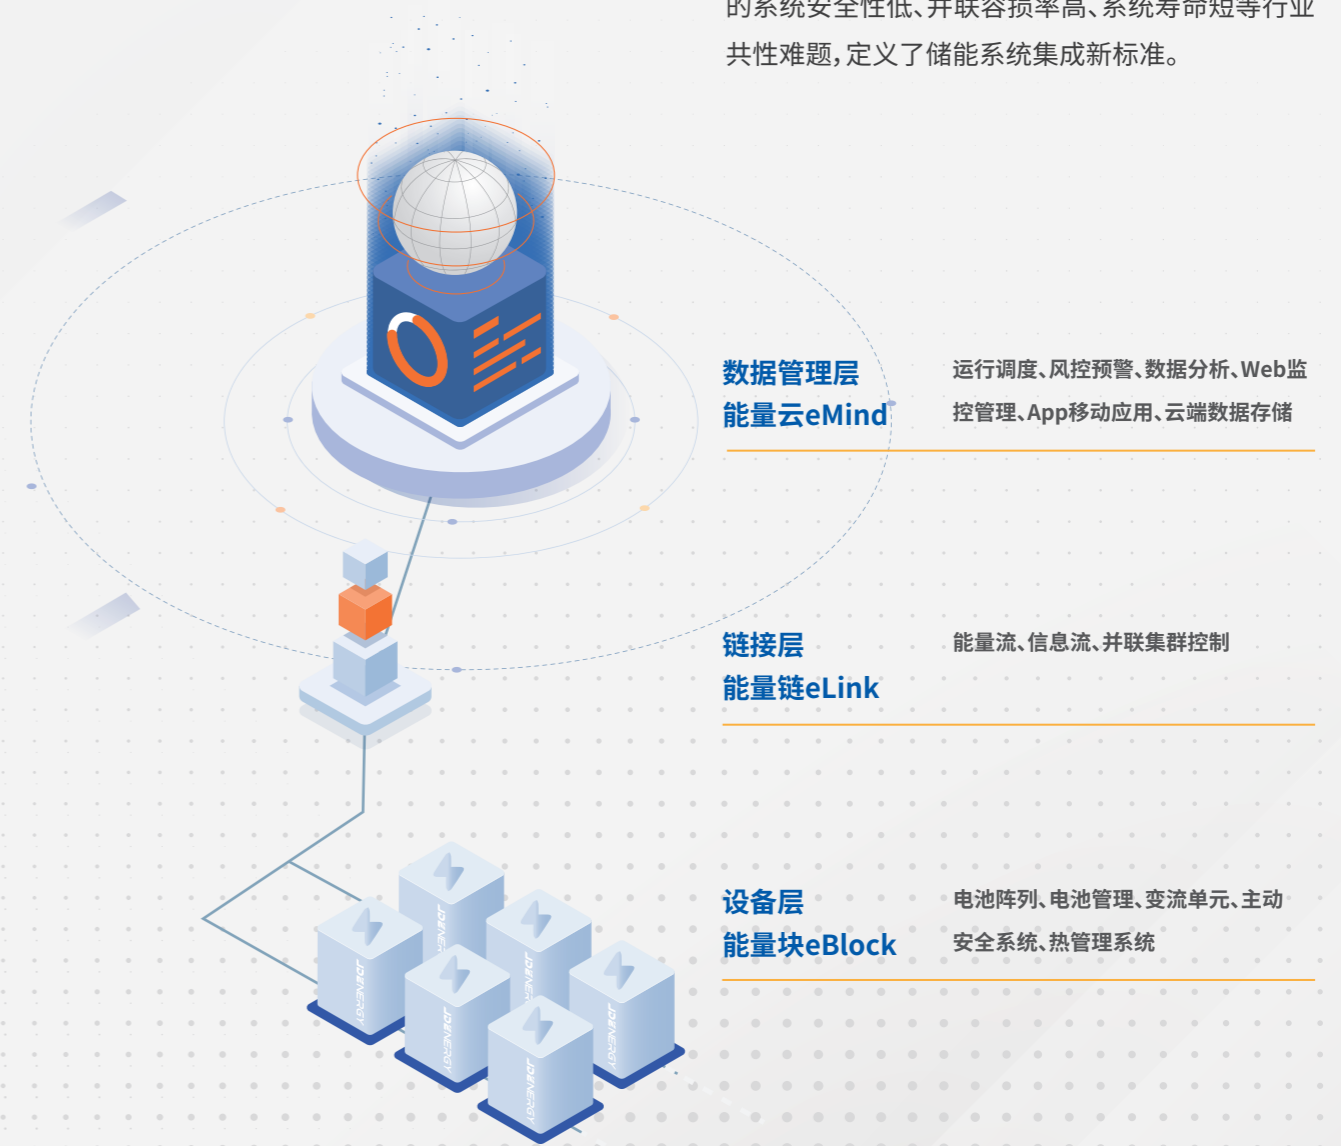 的系统安全性低、并联容损率高、系统寿命短等行业
共性难题，定义了储能系统集成新标准。
数据管理层
能量云eMind
运行调度、风控预警、数据分析、Web监
控管理、App移动应用、云端数据存储
链接层
能量链eLink
能量流、信息流、并联集群控制
设备层
能量块eBlock
电池阵列、电池管理、变流单元、主动
安全系统、热管理系统
JDENERGY
JDENERGY
JDENERGY
JDENERGY